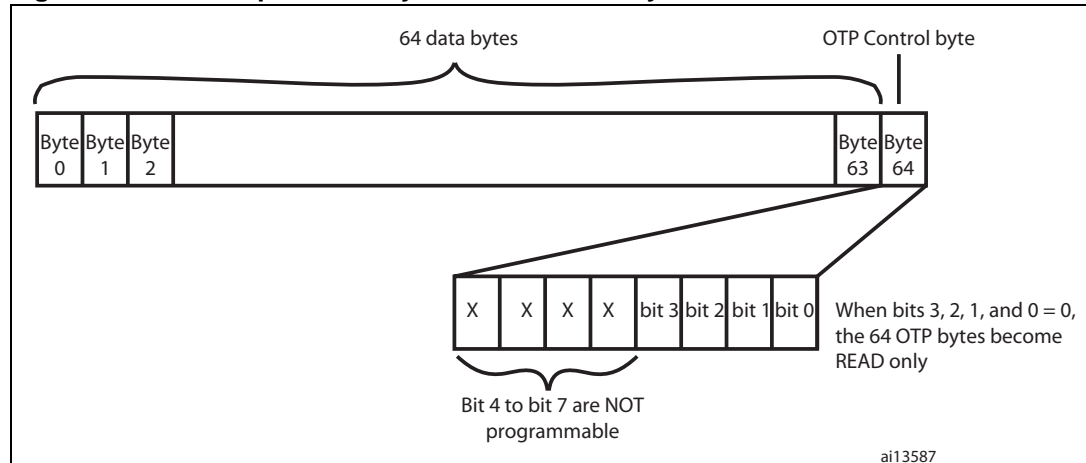 64 data bytes
OTP Control byte
Byte Byte Byte
0 1 2
Byte Byte
63 64
X X X X bit 3 bit 2 bit 1 bit 0
When bits 3, 2, 1, and 0 = 0,
the 64 OTP bytes become
READ only
Bit 4 to bit 7 are NOT
programmable
ai13587